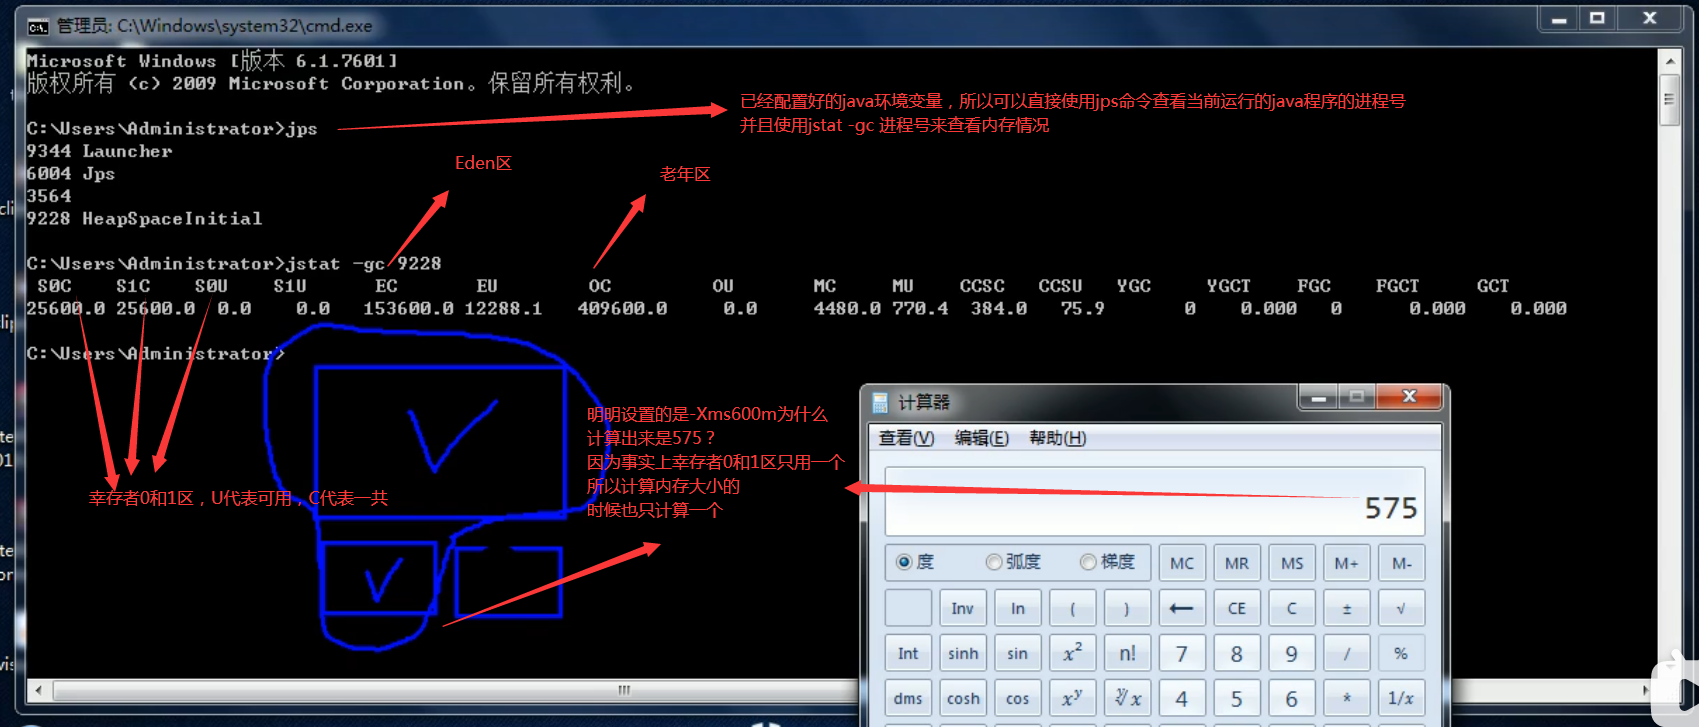 管理员: C:\Windows\system32\cmd.exe
Microsoft Windows [版本 6.1.7601]
版权所有 (c) 2009 Microsoft Corporation。保留所有权利。
已经配置好的java环境变量，所以可以直接使用jps命令查看当前运行的java程序的进程号
并且使用jstat -gc 进程号来查看内存情况
C:\Users\Administrator>jps
9344 Launcher
Eden区
老年区
6004 Jps
3564
9228 HeapSpaceInitial
C:\Users\Administrator>jstat -gc 9228
S0C S1C S0U S1U EC EU OC OU MC MU CCSC CCSU YGC YGCT FGC FGCT GCT
25600.0 25600.0 0.0 0.0 153600.0 12288.1 409600.0 0.0 4480.0 770.4 384.0 75.9 0 0.000 0 0.000 0.000
C:\Users\Administrator>
幸存者0和1区，U代表可用，C代表一共
明明设置的是-Xms600m为什么
计算出来是575？
因为事实上幸存者0和1区只用一个
所以计算内存大小的
时候也只计算一个
计算器
查看(V) 编辑(E) 帮助(H)
575
度 弧度 梯度 MC MR MS M+ M-
Inv ln ( ) ← CE C ± √
Int sinh sin x² n! 7 8 9 / %
dms cosh cos xʸ ʸ√x 4 5 6 * 1/x